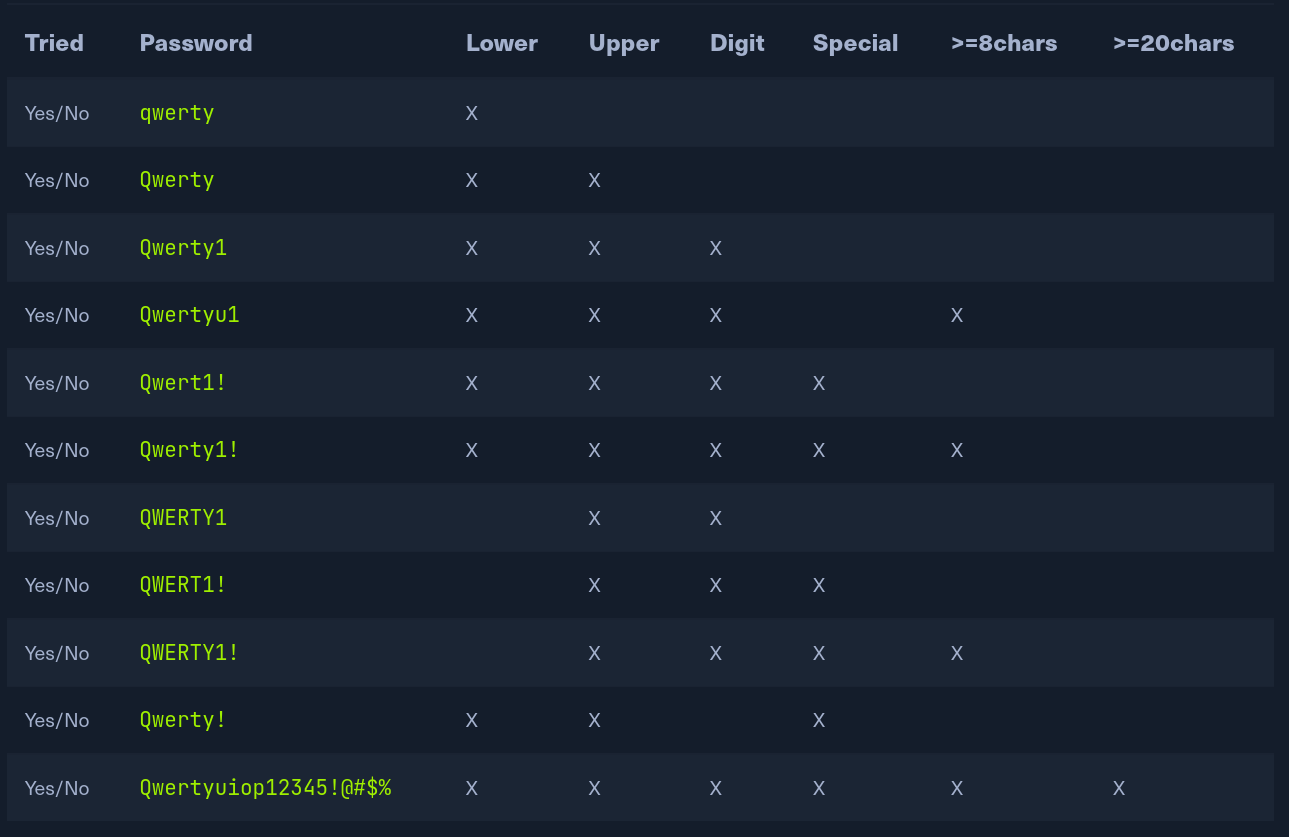 Tried Password Lower Upper Digit Special >=8chars >=20chars
Yes/No qwerty X
Yes/No Qwerty X X
Yes/No Qwerty1 X X X
Yes/No Qwertyu1 X X X X
Yes/No Qwert1! X X X X
Yes/No Qwerty1! X X X X X
Yes/No QWERTY1 X X
Yes/No QWERT1! X X X
Yes/No QWERTY1! X X X X
Yes/No Qwerty! X X X
Yes/No Qwertyuiop12345!@#$% X X X X X X